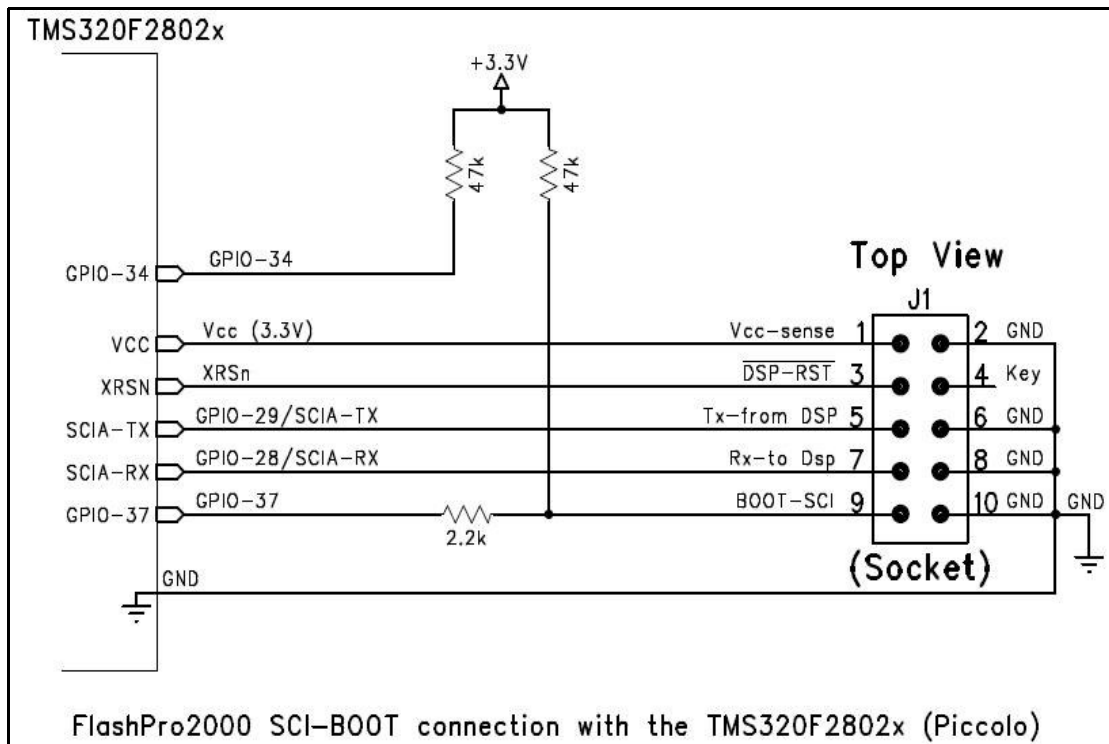 TMS320F2802x
+3.3V
47k
47k
GPIO-34
GPIO-34
Top View
J1
VCC
Vcc (3.3V)
Vcc-sense
1
2
GND
XRSN
XRSn
DSP-RST
3
4
Key
SCIA-TX
GPIO-29/SCIA-TX
Tx-from DSP
5
6
GND
SCIA-RX
GPIO-28/SCIA-RX
Rx-to Dsp
7
8
GND
GPIO-37
GPIO-37
2.2k
BOOT-SCI
9
10
GND
GND
(Socket)
GND
FlashPro2000 SCI-BOOT connection with the TMS320F2802x (Piccolo)